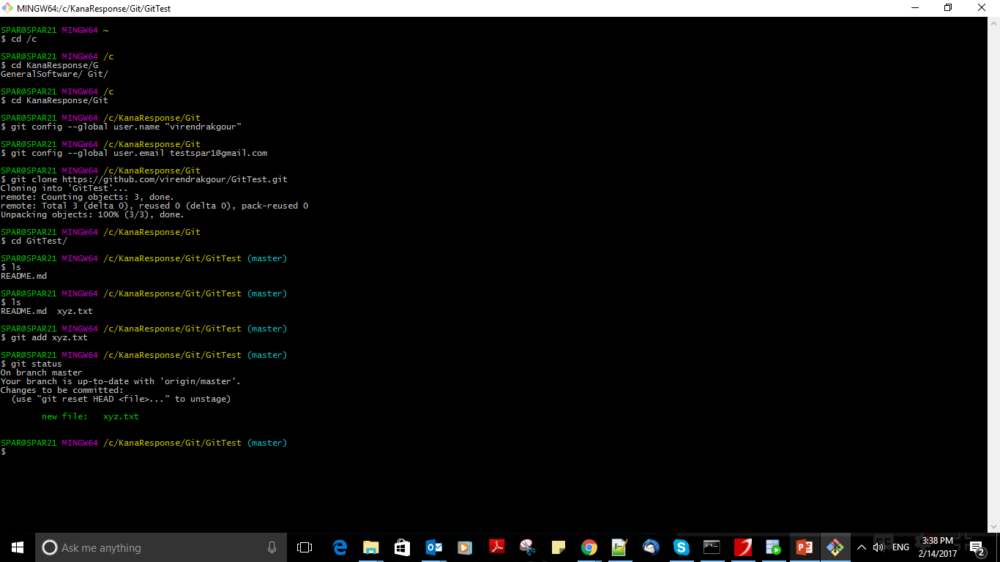 MINGW64:/c/KanaResponse/Git/GitTest
SPAR@SPAR21 MINGW64 ~
$ cd /c
SPAR@SPAR21 MINGW64 /c
$ cd KanaResponse/G
GeneralSoftware/ Git/
SPAR@SPAR21 MINGW64 /c
$ cd KanaResponse/Git
SPAR@SPAR21 MINGW64 /c/KanaResponse/Git
$ git config --global user.name "virendrakgour"
SPAR@SPAR21 MINGW64 /c/KanaResponse/Git
$ git config --global user.email testspar1@gmail.com
SPAR@SPAR21 MINGW64 /c/KanaResponse/Git
$ git clone https://github.com/virendrakgour/GitTest.git
Cloning into 'GitTest'...
remote: Counting objects: 3, done.
remote: Total 3 (delta 0), reused 0 (delta 0), pack-reused 0
Unpacking objects: 100% (3/3), done.
SPAR@SPAR21 MINGW64 /c/KanaResponse/Git
$ cd GitTest/
SPAR@SPAR21 MINGW64 /c/KanaResponse/Git/GitTest (master)
$ ls
README.md
SPAR@SPAR21 MINGW64 /c/KanaResponse/Git/GitTest (master)
$ ls
README.md  xyz.txt
SPAR@SPAR21 MINGW64 /c/KanaResponse/Git/GitTest (master)
$ git add xyz.txt
SPAR@SPAR21 MINGW64 /c/KanaResponse/Git/GitTest (master)
$ git status
On branch master
Your branch is up-to-date with 'origin/master'.
Changes to be committed:
  (use "git reset HEAD <file>..." to unstage)
        new file:   xyz.txt
SPAR@SPAR21 MINGW64 /c/KanaResponse/Git/GitTest (master)
$
Ask me anything
ENG
3:38 PM
2/14/2017
2